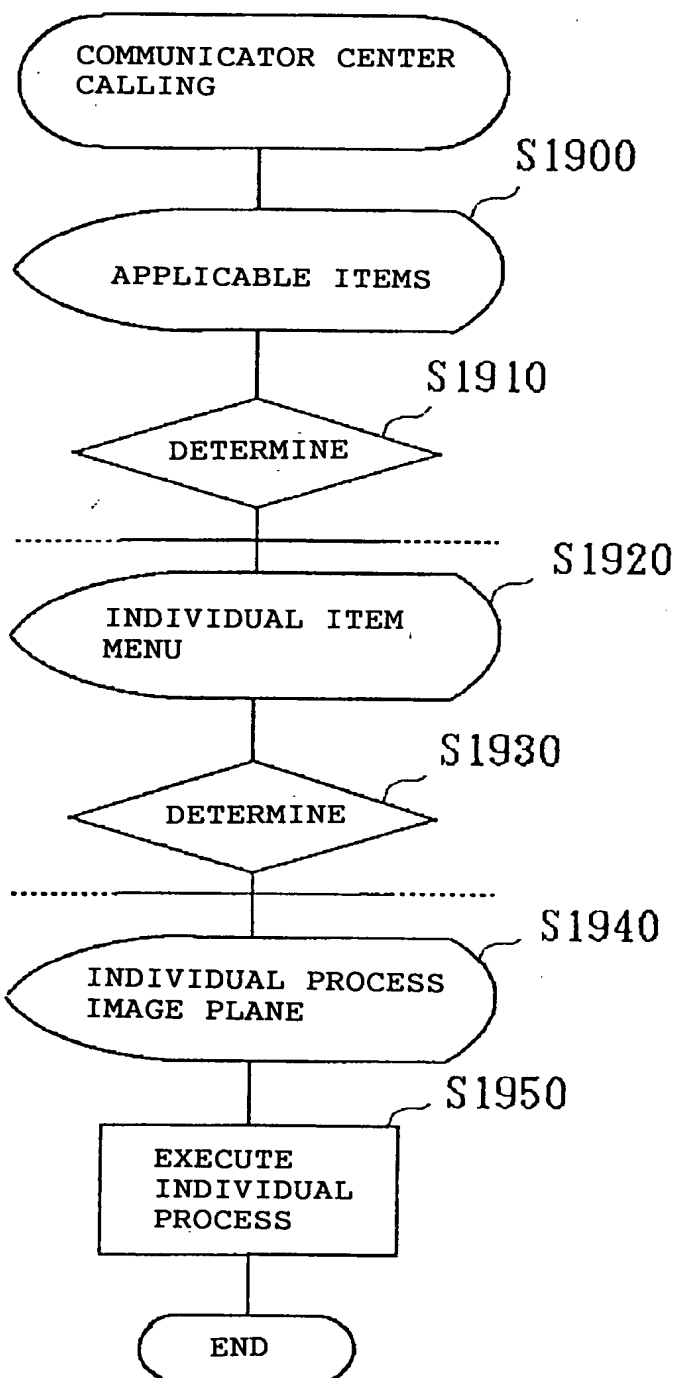 COMMUNICATOR CENTER
CALLING
S1900
APPLICABLE ITEMS
S1910
DETERMINE
S1920
INDIVIDUAL ITEM
MENU
S1930
DETERMINE
S1940
INDIVIDUAL PROCESS
IMAGE PLANE
S1950
EXECUTE
INDIVIDUAL
PROCESS
END